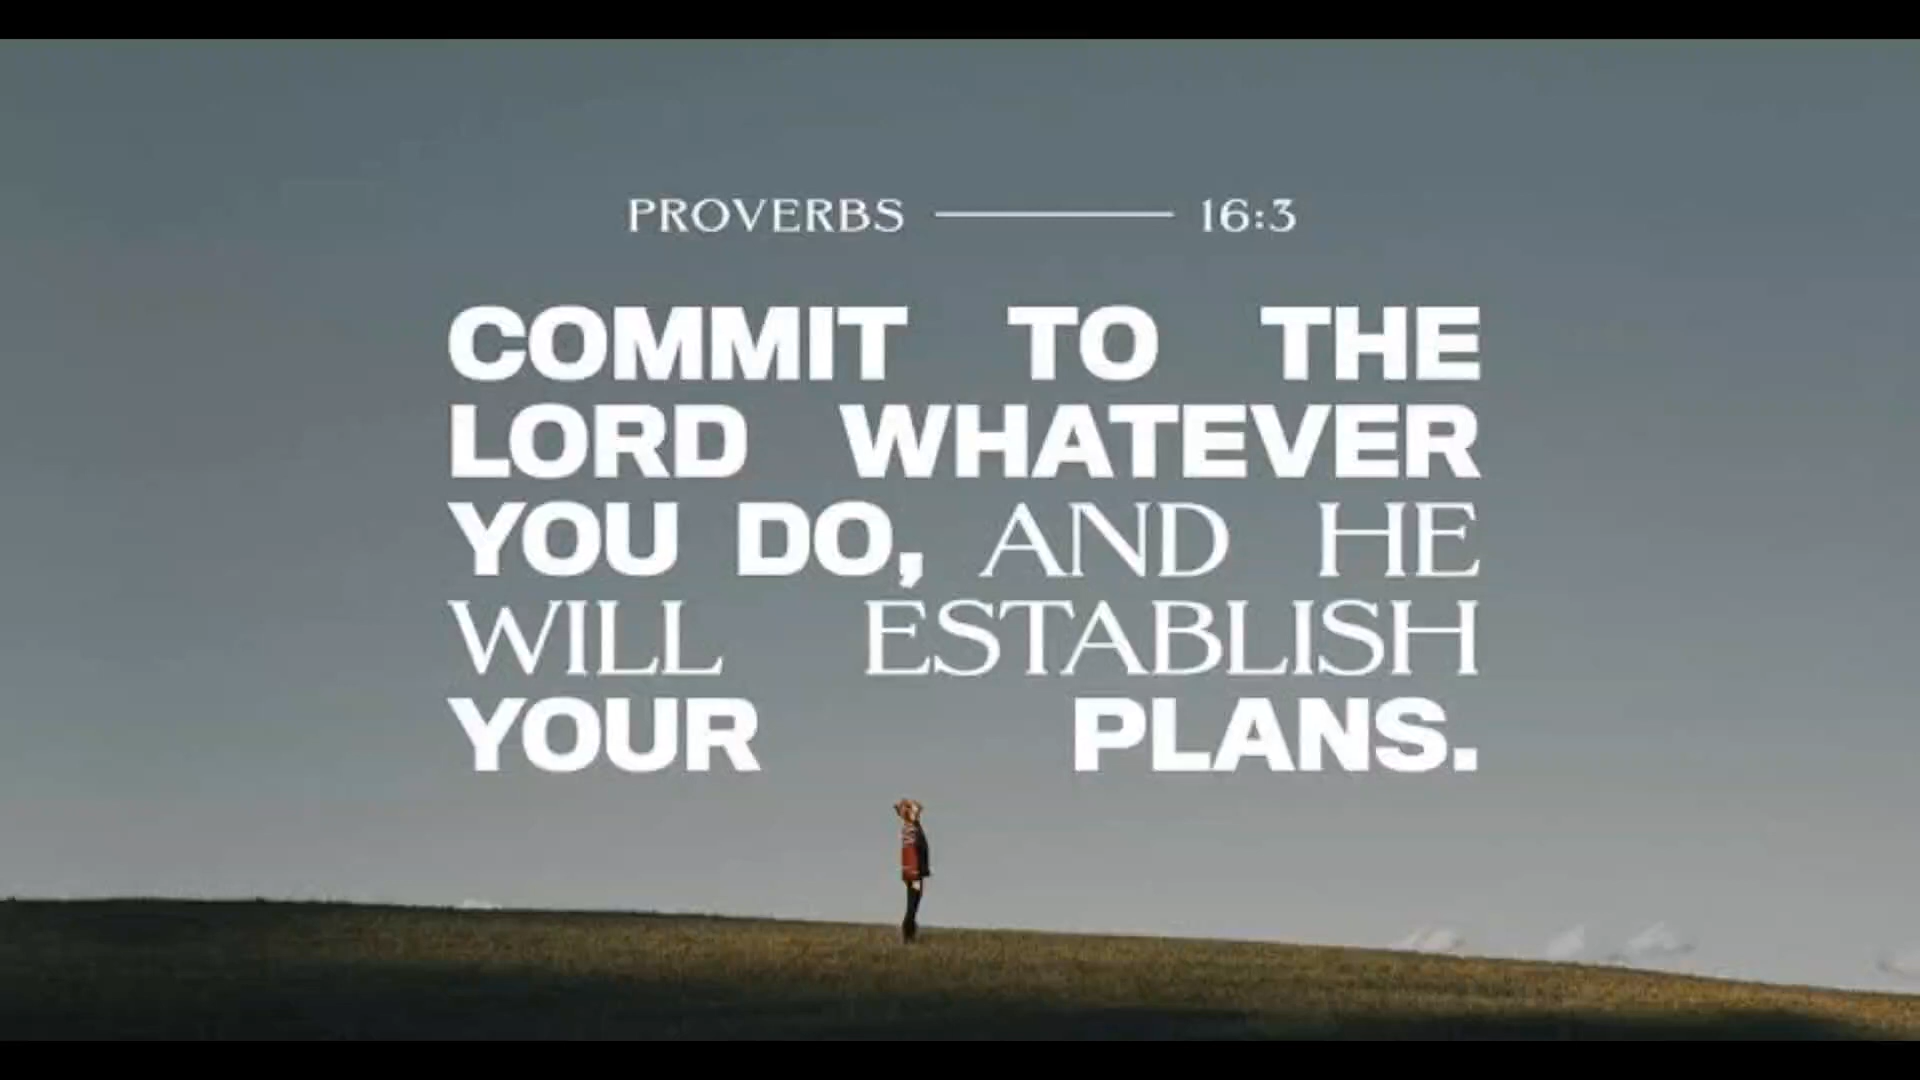 PROVERBS 16:3
COMMIT TO THE
LORD WHATEVER
YOU DO, AND HE
WILL ESTABLISH
YOUR PLANS.